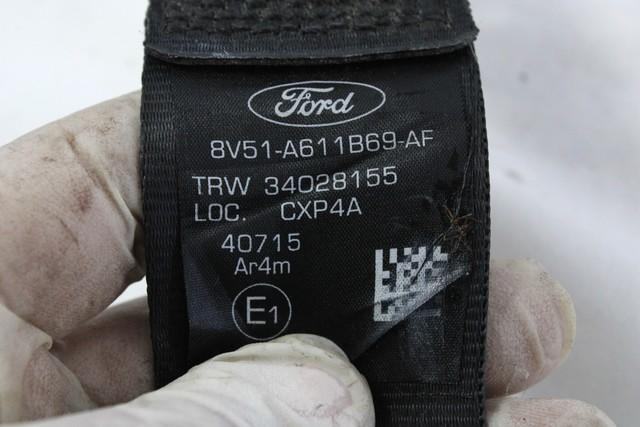 Ford
8V51-A611B69-AF
TRW 34028155
LOC. CXP4A
40715
Ar4m
E1